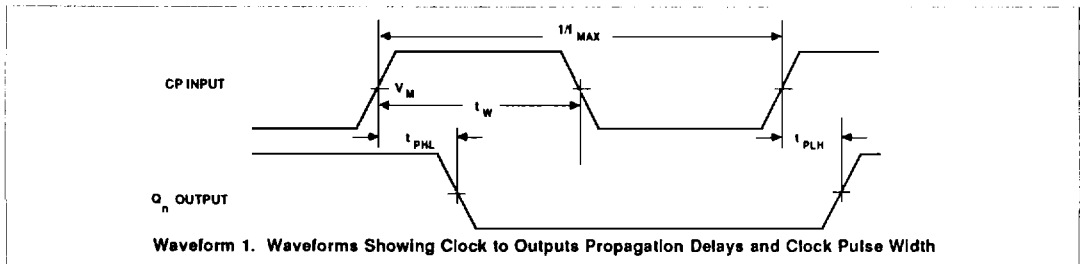 1/f MAX
CP INPUT
V M
t W
t PHL
t PLH
Q n OUTPUT
Waveform 1. Waveforms Showing Clock to Outputs Propagation Delays and Clock Pulse Width